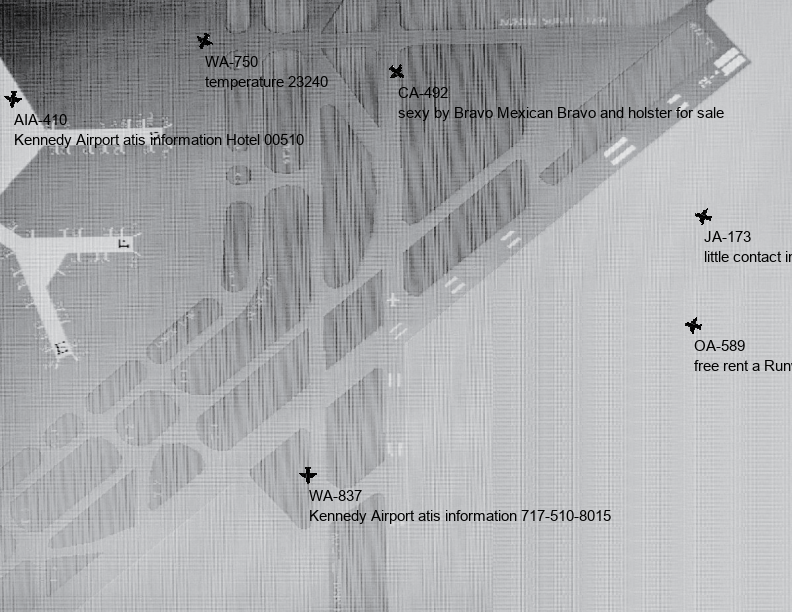 WA-750
temperature 23240
CA-492
sexy by Bravo Mexican Bravo and holster for sale
AIA-410
Kennedy Airport atis information Hotel 00510
JA-173
little contact
OA-589
free rent a
WA-837
Kennedy Airport atis information 717-510-8015